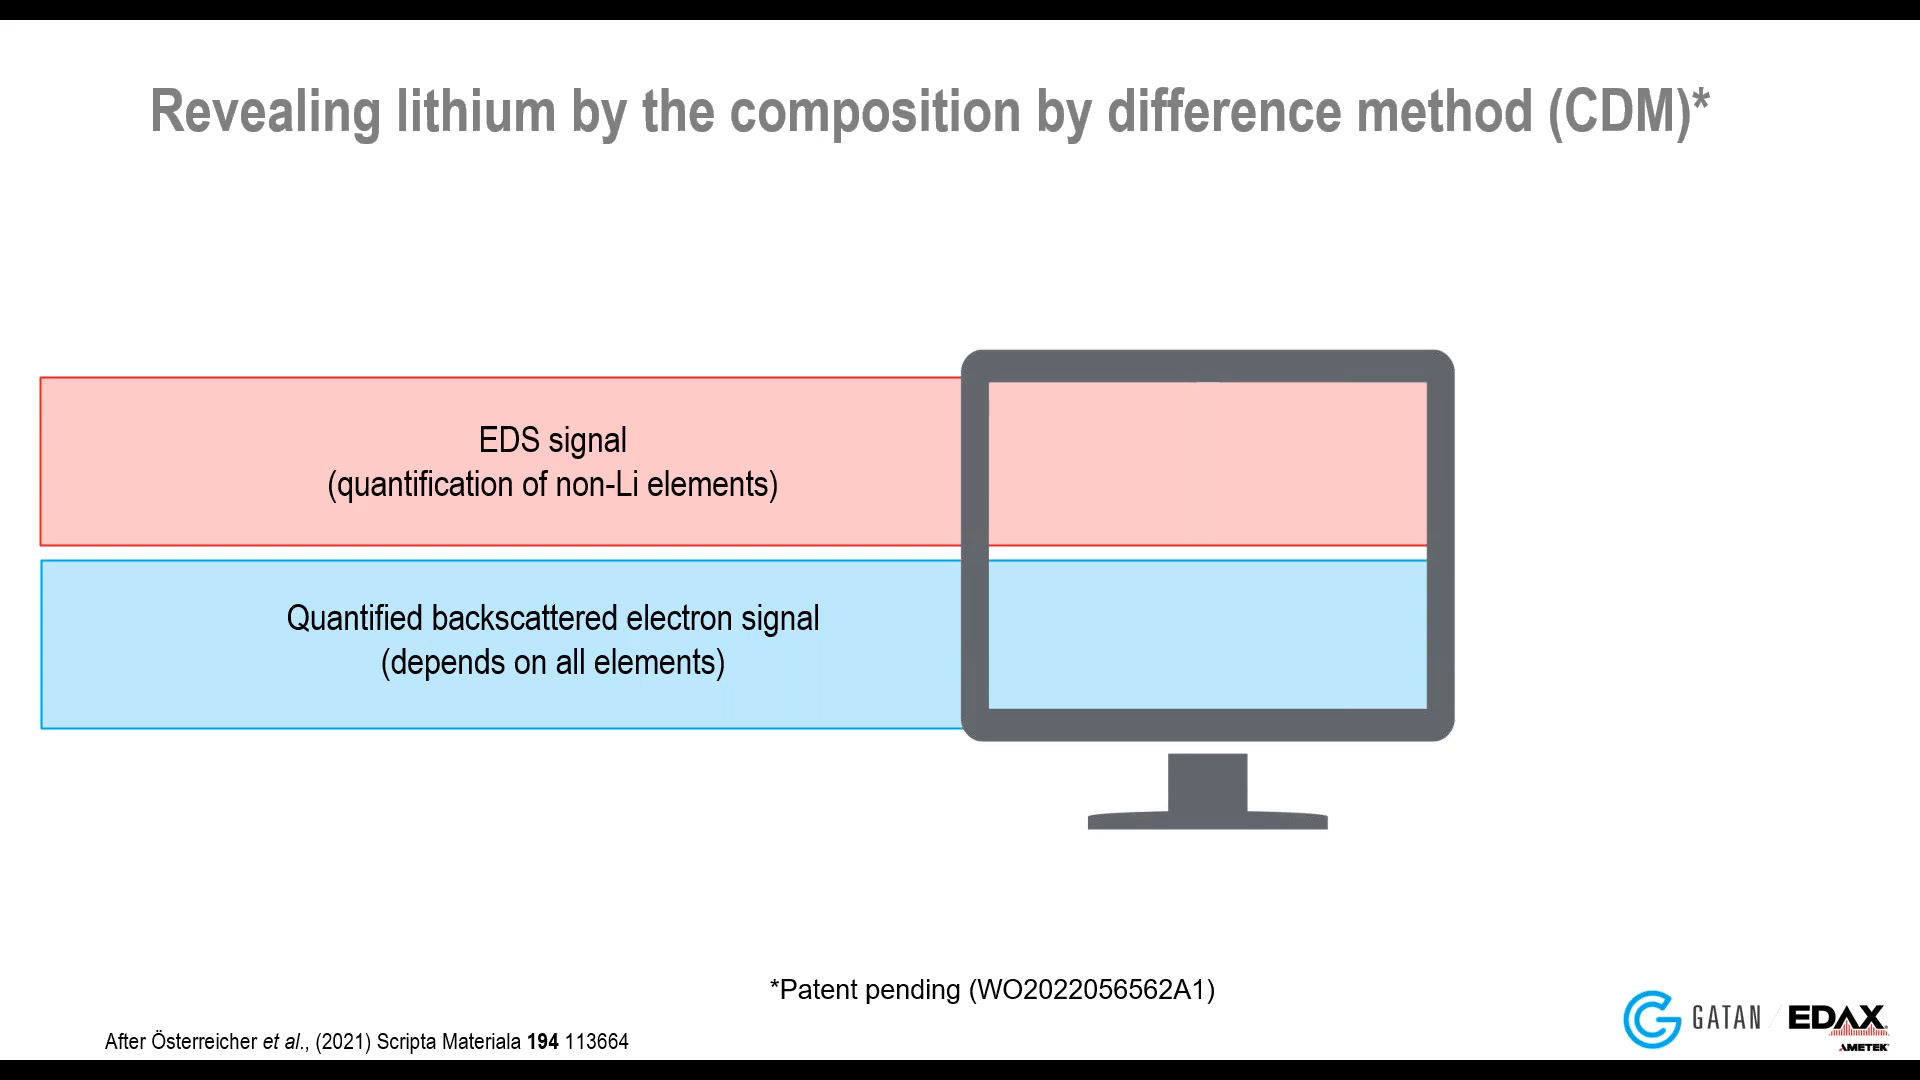 Revealing lithium by the composition by difference method (CDM)*
EDS signal
(quantification of non-Li elements)
Quantified backscattered electron signal
(depends on all elements)
*Patent pending (WO2022056562A1)
After Österreicher et al., (2021) Scripta Materiala 194 113664
GATAN / EDAX
AMETEK